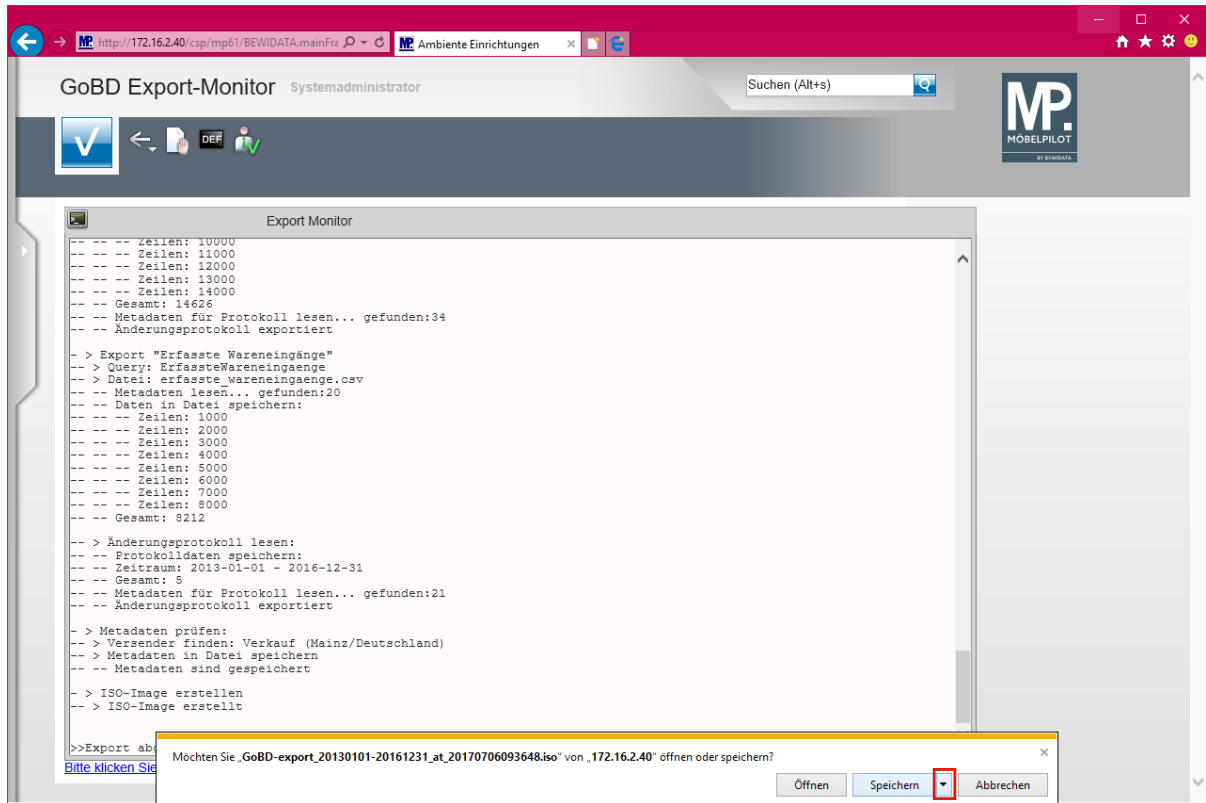 http://172.16.2.40/csp/mp61/BEWIDATA.mainFra
MP. Ambiente Einrichtungen
GoBD Export-Monitor Systemadministrator
Suchen (Alt+s)
DEF
MP.
MÖBELPILOT
BY BEWIDATA
Export Monitor
-- -- -- Zeilen: 10000
-- -- -- Zeilen: 11000
-- -- -- Zeilen: 12000
-- -- -- Zeilen: 13000
-- -- -- Zeilen: 14000
-- -- Gesamt: 14626
-- -- Metadaten für Protokoll lesen... gefunden:34
-- -- Änderungsprotokoll exportiert
- > Export "Erfasste Wareneingänge"
-- > Query: ErfassteWareneingaenge
-- > Datei: erfasste_wareneingaenge.csv
-- -- Metadaten lesen... gefunden:20
-- -- Daten in Datei speichern:
-- -- -- Zeilen: 1000
-- -- -- Zeilen: 2000
-- -- -- Zeilen: 3000
-- -- -- Zeilen: 4000
-- -- -- Zeilen: 5000
-- -- -- Zeilen: 6000
-- -- -- Zeilen: 7000
-- -- -- Zeilen: 8000
-- -- Gesamt: 8212
-- > Änderungsprotokoll lesen:
-- -- Protokolldaten speichern:
-- -- Zeitraum: 2013-01-01 - 2016-12-31
-- -- Gesamt: 5
-- -- Metadaten für Protokoll lesen... gefunden:21
-- -- Änderungsprotokoll exportiert
- > Metadaten prüfen:
-- > Versender finden: Verkauf (Mainz/Deutschland)
-- > Metadaten in Datei speichern
-- -- Metadaten sind gespeichert
- > ISO-Image erstellen
-- > ISO-Image erstellt
>>Export ab
Bitte klicken Sie
Möchten Sie „GoBD-export_20130101-20161231_at_20170706093648.iso“ von „172.16.2.40“ öffnen oder speichern?
Öffnen Speichern Abbrechen